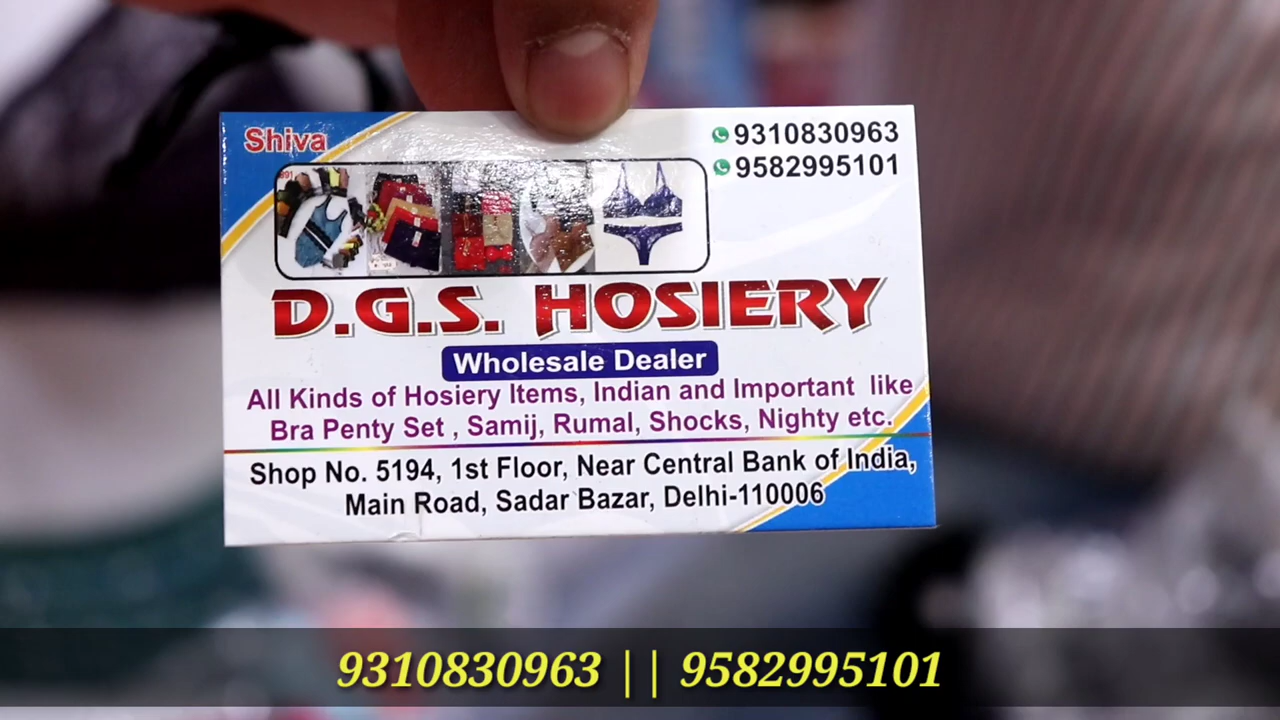 Shiva
9310830963
9582995101
D.G.S. HOSIERY
Wholesale Dealer
All Kinds of Hosiery Items, Indian and Important like
Bra Penty Set , Samij, Rumal, Shocks, Nighty etc.
Shop No. 5194, 1st Floor, Near Central Bank of India,
Main Road, Sadar Bazar, Delhi-110006
9310830963 || 9582995101